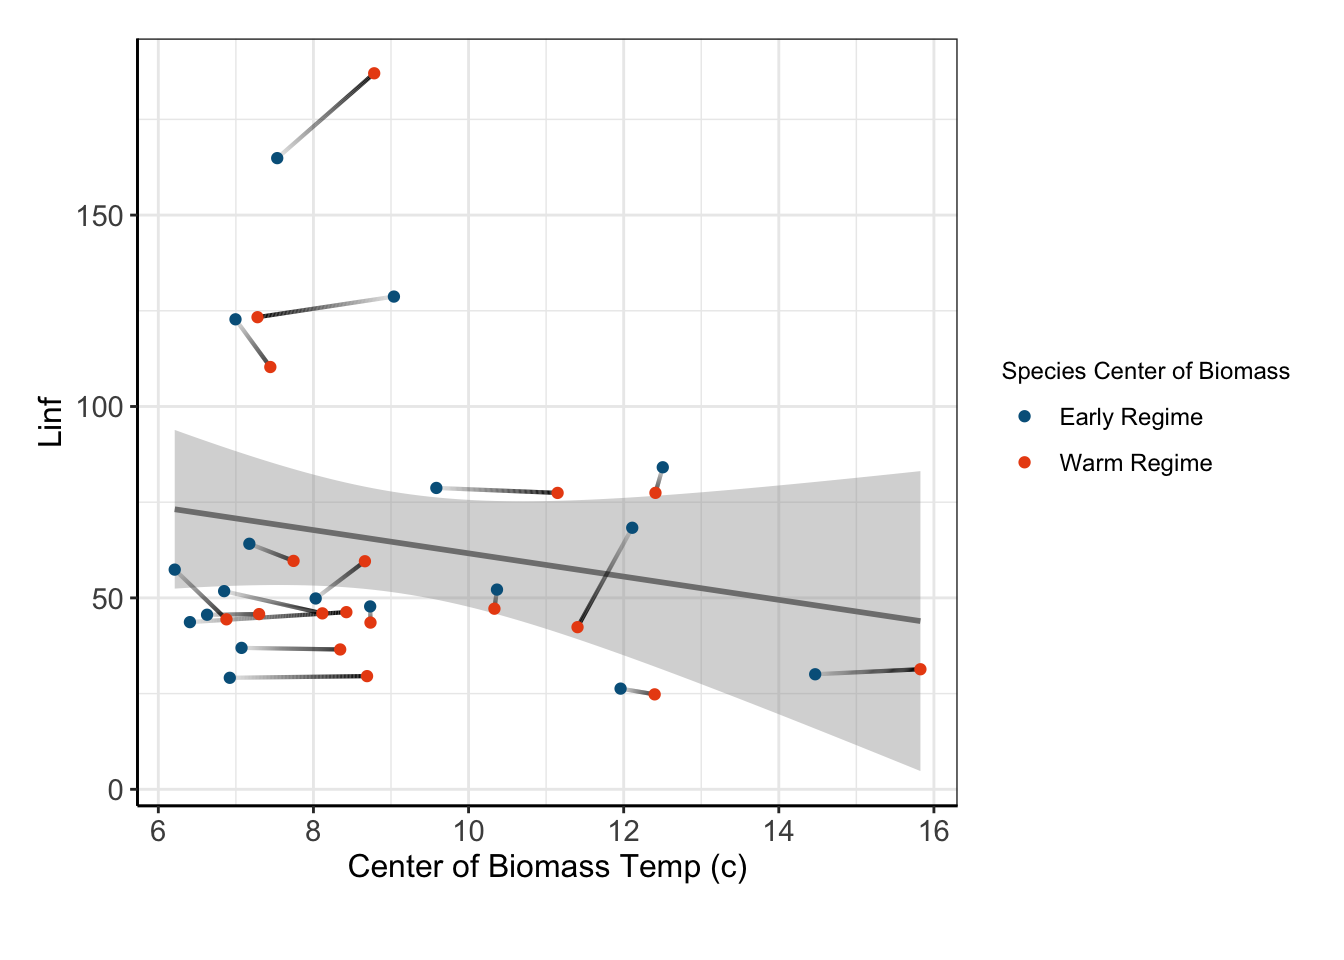 150
100
50
0
Linf
6 8 10 12 14 16
Center of Biomass Temp (c)
Species Center of Biomass
Early Regime
Warm Regime